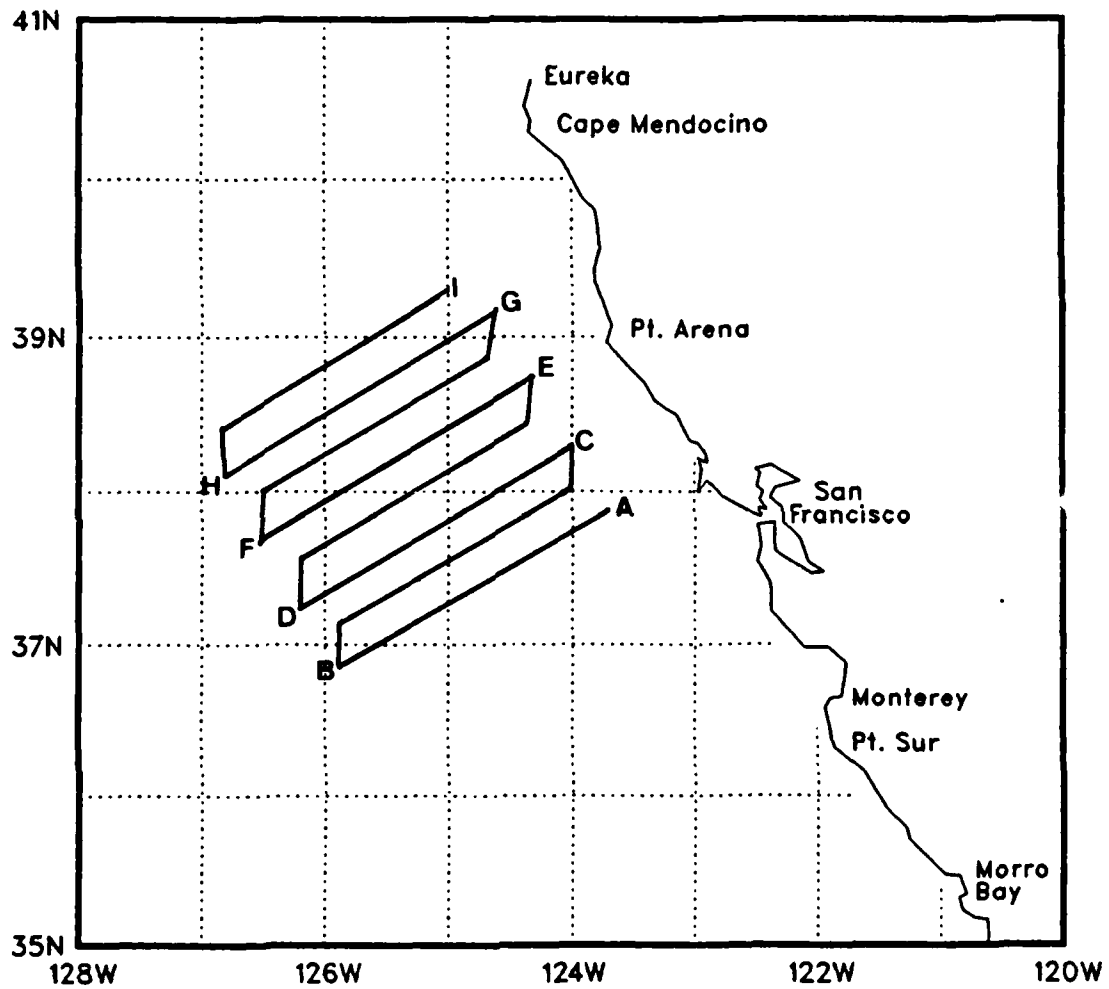 41N
Eureka
Cape Mendocino
I
G
39N
Pt. Arena
E
C
H
San
Francisco
A
F
D
37N
B
Monterey
Pt. Sur
Morro
Bay
35N
128W 126W 124W 122W 120W